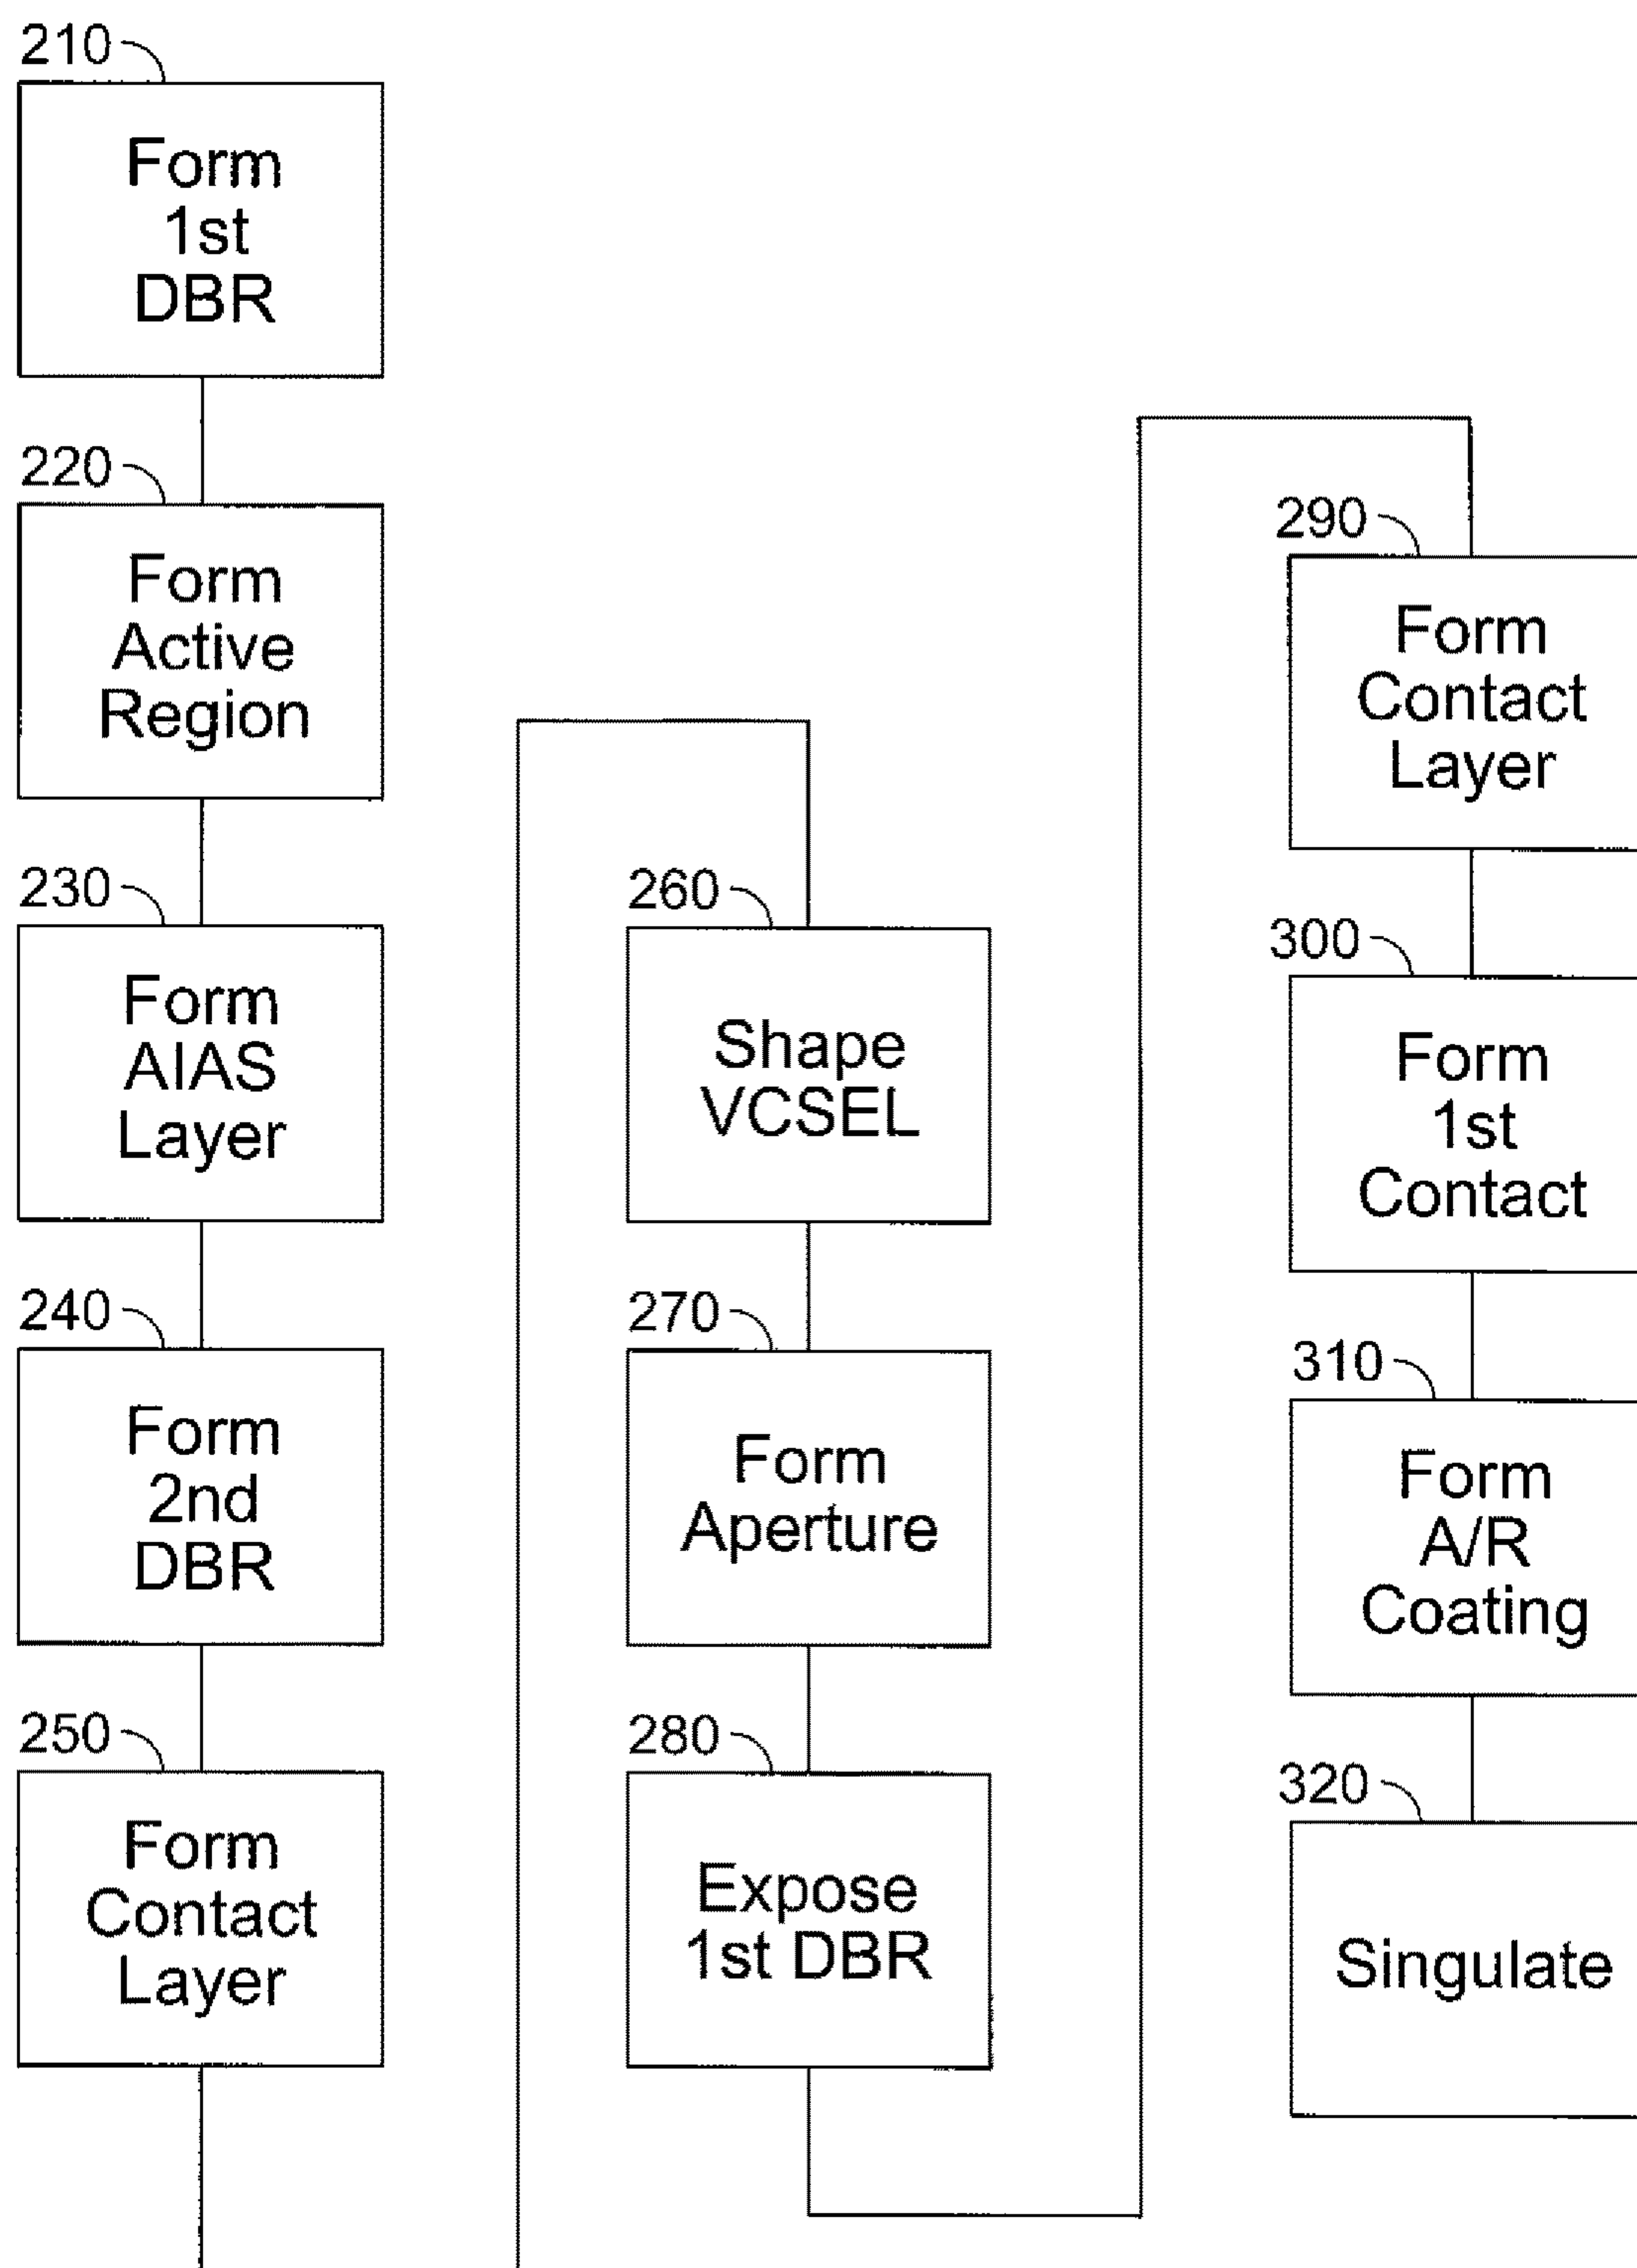 210
Form
1st
DBR
220
Form
Active
Region
230
Form
AIAS
Layer
240
Form
2nd
DBR
250
Form
Contact
Layer
260
Shape
VCSEL
270
Form
Aperture
280
Expose
1st DBR
290
Form
Contact
Layer
300
Form
1st
Contact
310
Form
A/R
Coating
320
Singulate